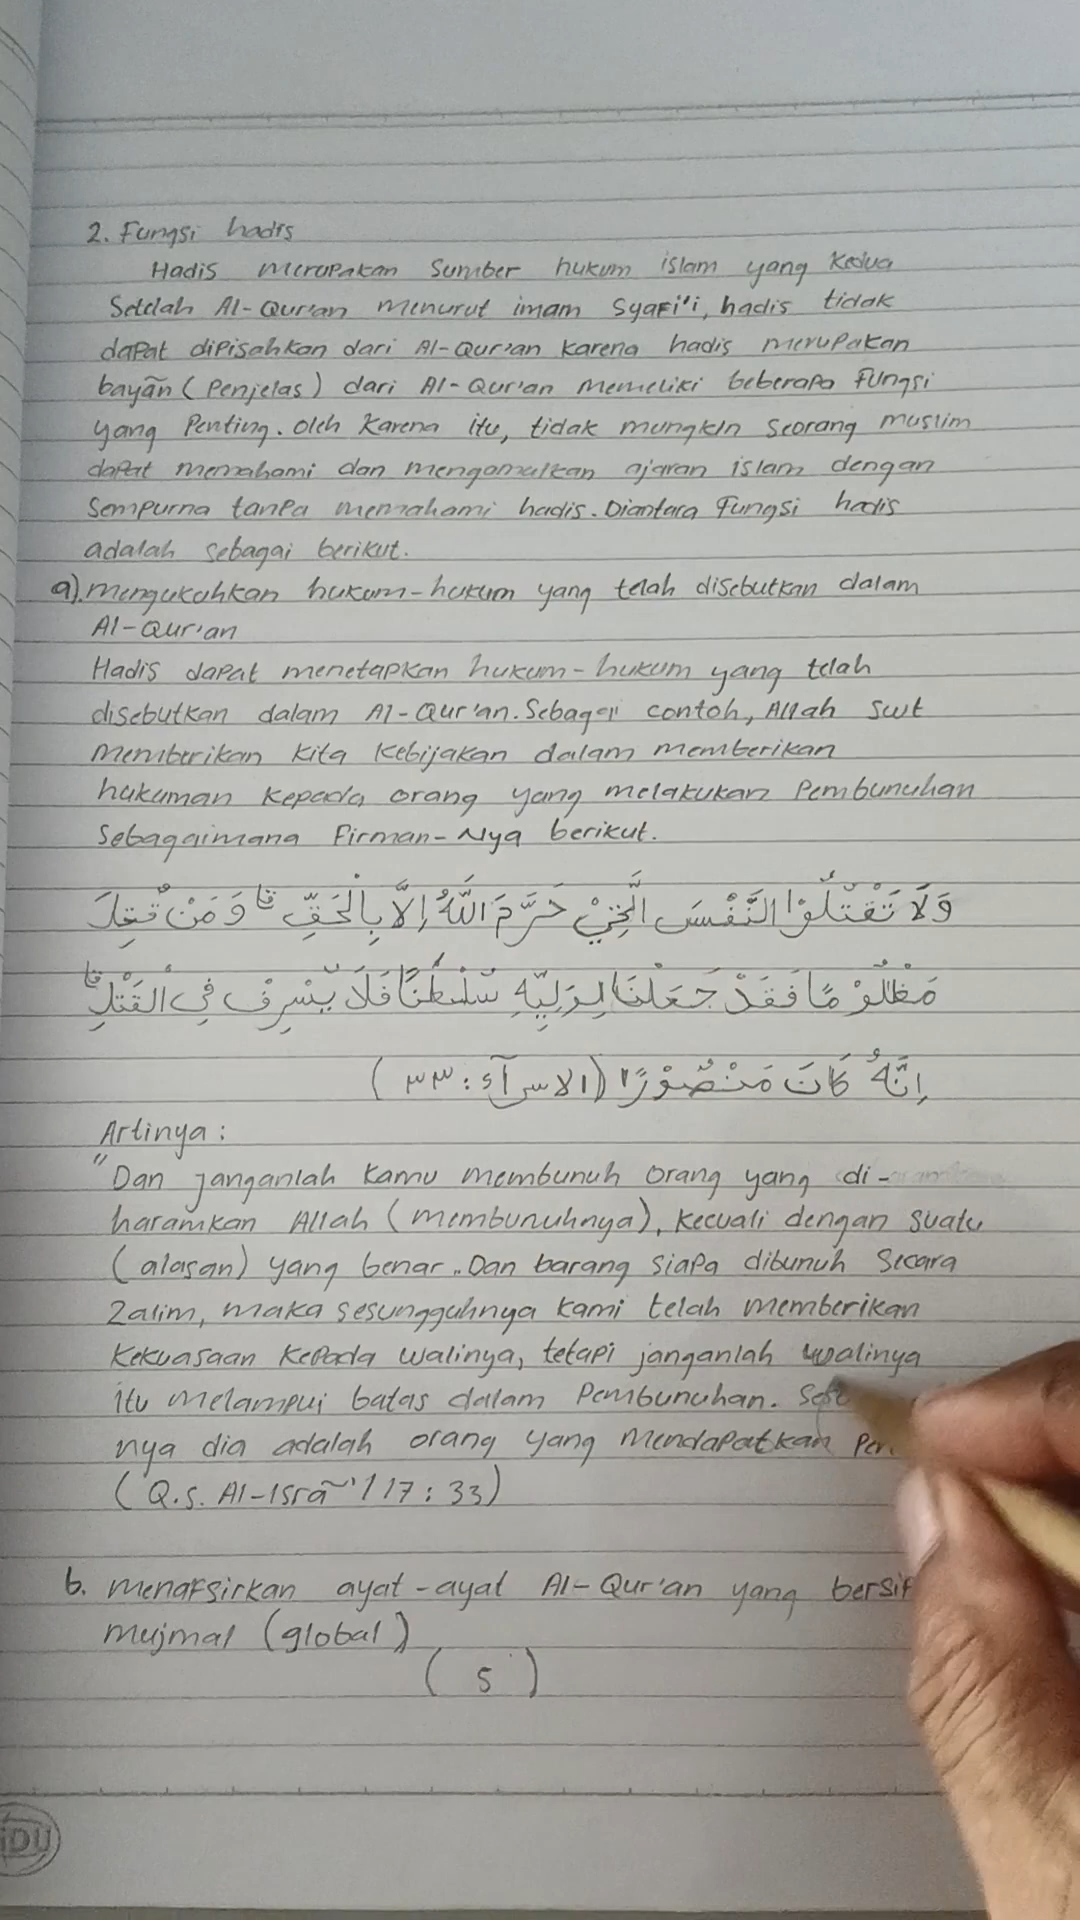 2. Fungsi hadis
Hadis merupakan sumber hukum islam yang kedua
Setelah Al-Qur'an menurut imam Syafi'i, hadis tidak
dapat dipisahkan dari Al-Qur'an karena hadis merupakan
bayān (Penjelas) dari Al-Qur'an memeliki beberapa fungsi
yang Penting. Oleh karena itu, tidak mungkin seorang muslim
dapat memahami dan mengamalkan ajaran islam dengan
Sempurna tanpa memahami hadis. Diantara fungsi hadis
adalah sebagai berikut.
a). mengukuhkan hukum-hukum yang telah disebutkan dalam
Al-Qur'an
Hadis dapat menetapkan hukum-hukum yang telah
disebutkan dalam Al-Qur'an. Sebagai contoh, Allah swt
memberikan kita kebijakan dalam memberikan
hukuman kepada orang yang melakukan Pembunuhan
Sebagaimana Firman-Nya berikut.
وَلَا تَقْتُلُوْا النَّفْسَ الَّتِيْ حَرَّمَ اللّٰهُ اِلَّا بِالْحَقِّ ۗ وَمَنْ قُتِلَ
مَظْلُوْمًا فَقَدْ جَعَلْنَا لِوَلِيِّهٖ سُلْطٰنًا فَلَا يُسْرِفْ فِى الْقَتْلِ ۗ
اِنَّهٗ كَانَ مَنْصُوْرًا (الاسرآء : ٣٣)
Artinya :
"Dan janganlah kamu membunuh orang yang di-
haramkan Allah (membunuhnya), kecuali dengan suatu
(alasan) yang benar. Dan barang siapa dibunuh secara
Zalim, maka sesungguhnya kami telah memberikan
kekuasaan kepada walinya, tetapi janganlah walinya
itu melampui batas dalam Pembunuhan.
nya dia adalah orang yang mendapatkan
(Q.S. Al-Isrā'/17 : 33)
b. menafsirkan ayat-ayat Al-Qur'an yang
mujmal (global)
(5)
IDU